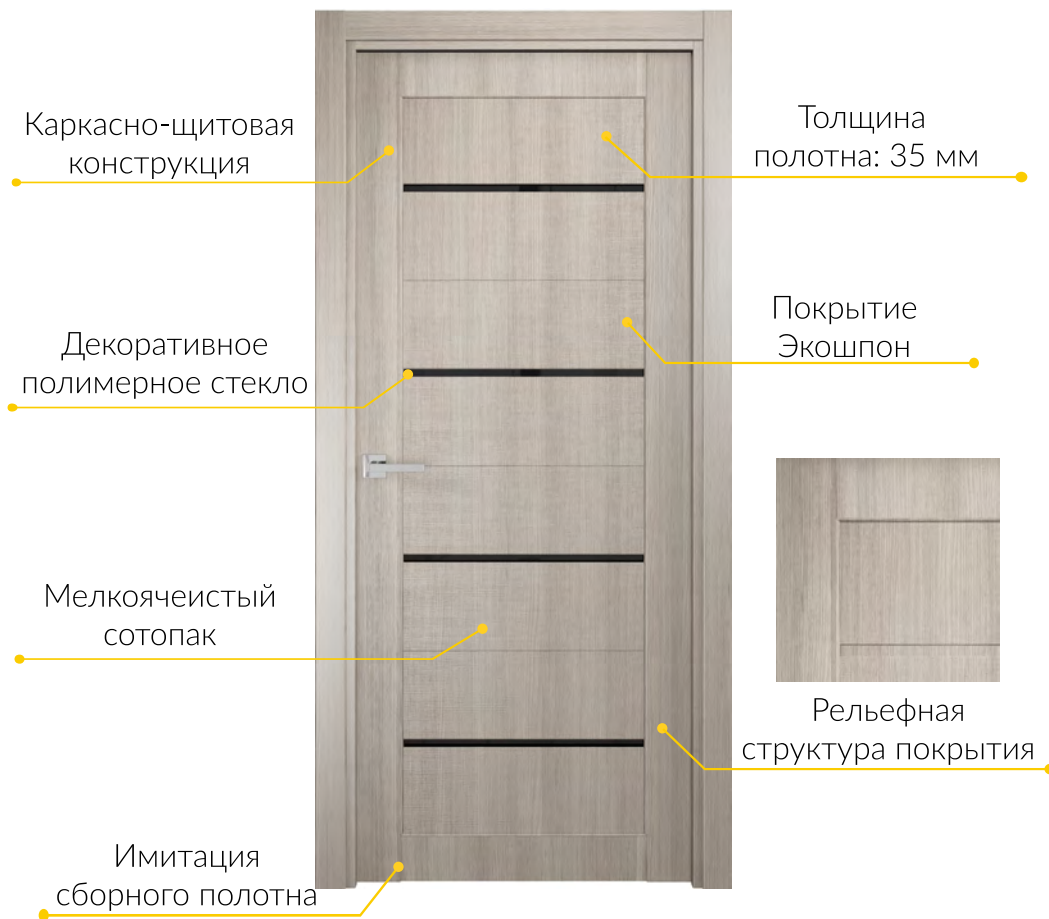 Каркасно-щитовая
конструкция
Толщина
полотна: 35 мм
Декоративное
полимерное стекло
Покрытие
Экошпон
Мелкоячеистый
сотопак
Рельефная
структура покрытия
Имитация
сборного полотна